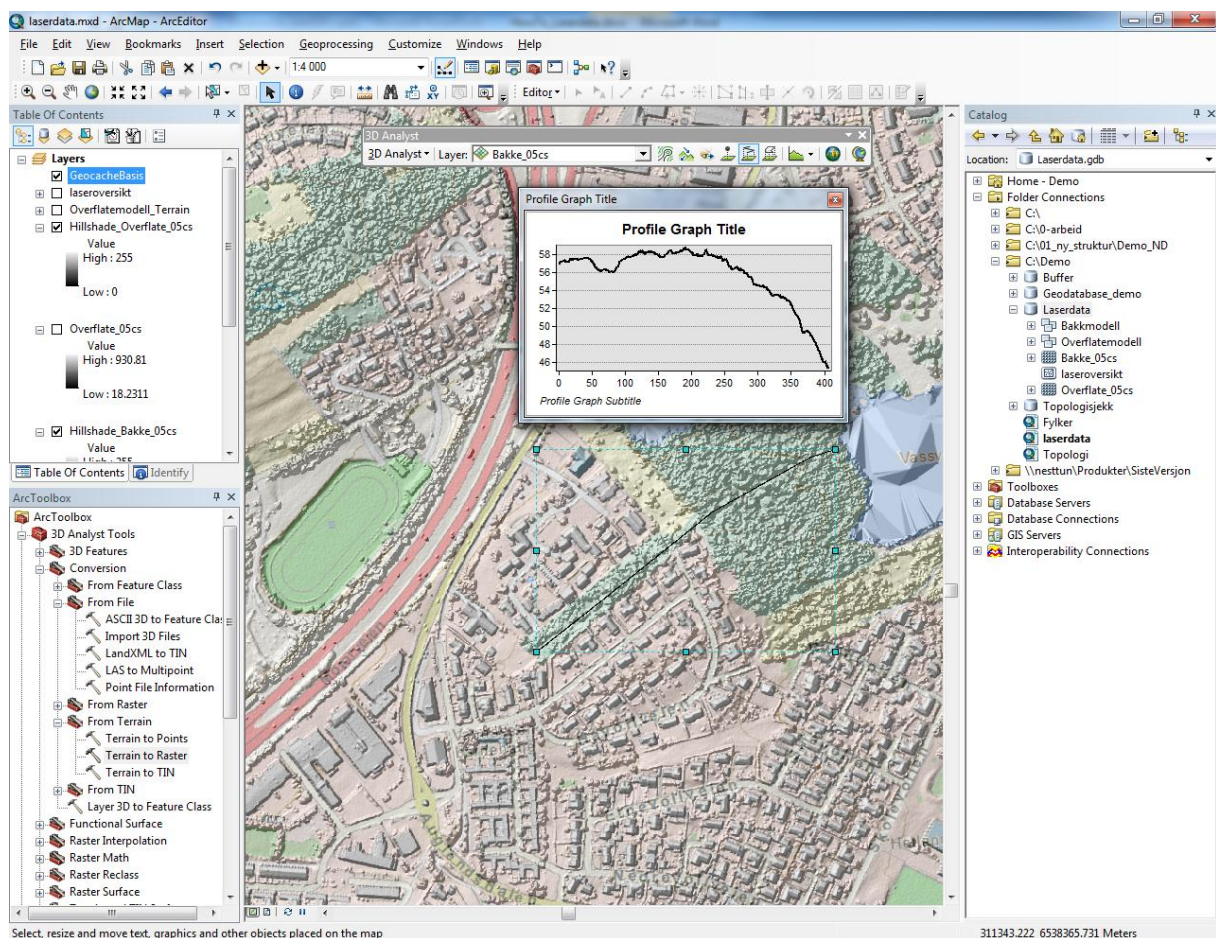 laserdata.mxd - ArcMap - ArcEditor
File Edit View Bookmarks Insert Selection Geoprocessing Customize Windows Help
1:4 000
Editor
Table Of Contents
Layers
GeocacheBasis
laseroversikt
Overflatemodell_Terrain
Hillshade_Overflate_05cs
Value
High : 255
Low : 0
Overflate_05cs
Value
High : 930.81
Low : 18.2311
Hillshade_Bakke_05cs
Value
Table Of Contents Identify
ArcToolbox
ArcToolbox
3D Analyst Tools
3D Features
Conversion
From Feature Class
From File
ASCII 3D to Feature Clas
Import 3D Files
LandXML to TIN
LAS to Multipoint
Point File Information
From Raster
From Terrain
Terrain to Points
Terrain to Raster
Terrain to TIN
From TIN
Layer 3D to Feature Class
Functional Surface
Raster Interpolation
Raster Math
Raster Reclass
Raster Surface
3D Analyst
3D Analyst Layer: Bakke_05cs
Profile Graph Title
Profile Graph Title
58
56
54
52
50
48
46
0 50 100 150 200 250 300 350 400
Profile Graph Subtitle
Vassv
Catalog
Location: Laserdata.gdb
Home - Demo
Folder Connections
C:\
C:\0-arbeid
C:\01_ny_struktur\Demo_ND
C:\Demo
Buffer
Geodatabase_demo
Laserdata
Bakkmodell
Overflatemodell
Bakke_05cs
laseroversikt
Overflate_05cs
Topologisjekk
Fylker
laserdata
Topologi
\\nesttun\Produkter\SisteVersjon
Toolboxes
Database Servers
Database Connections
GIS Servers
Interoperability Connections
Select, resize and move text, graphics and other objects placed on the map
311343.222 6538365.731 Meters